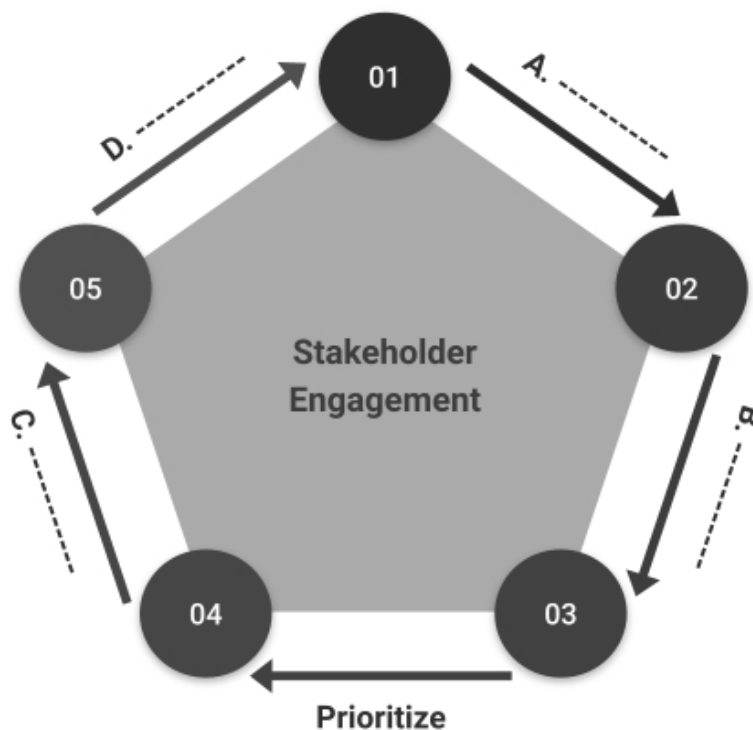 01
A. ----------
02
B. ----------
03
Prioritize
04
C. ----------
05
D. ----------
Stakeholder
Engagement